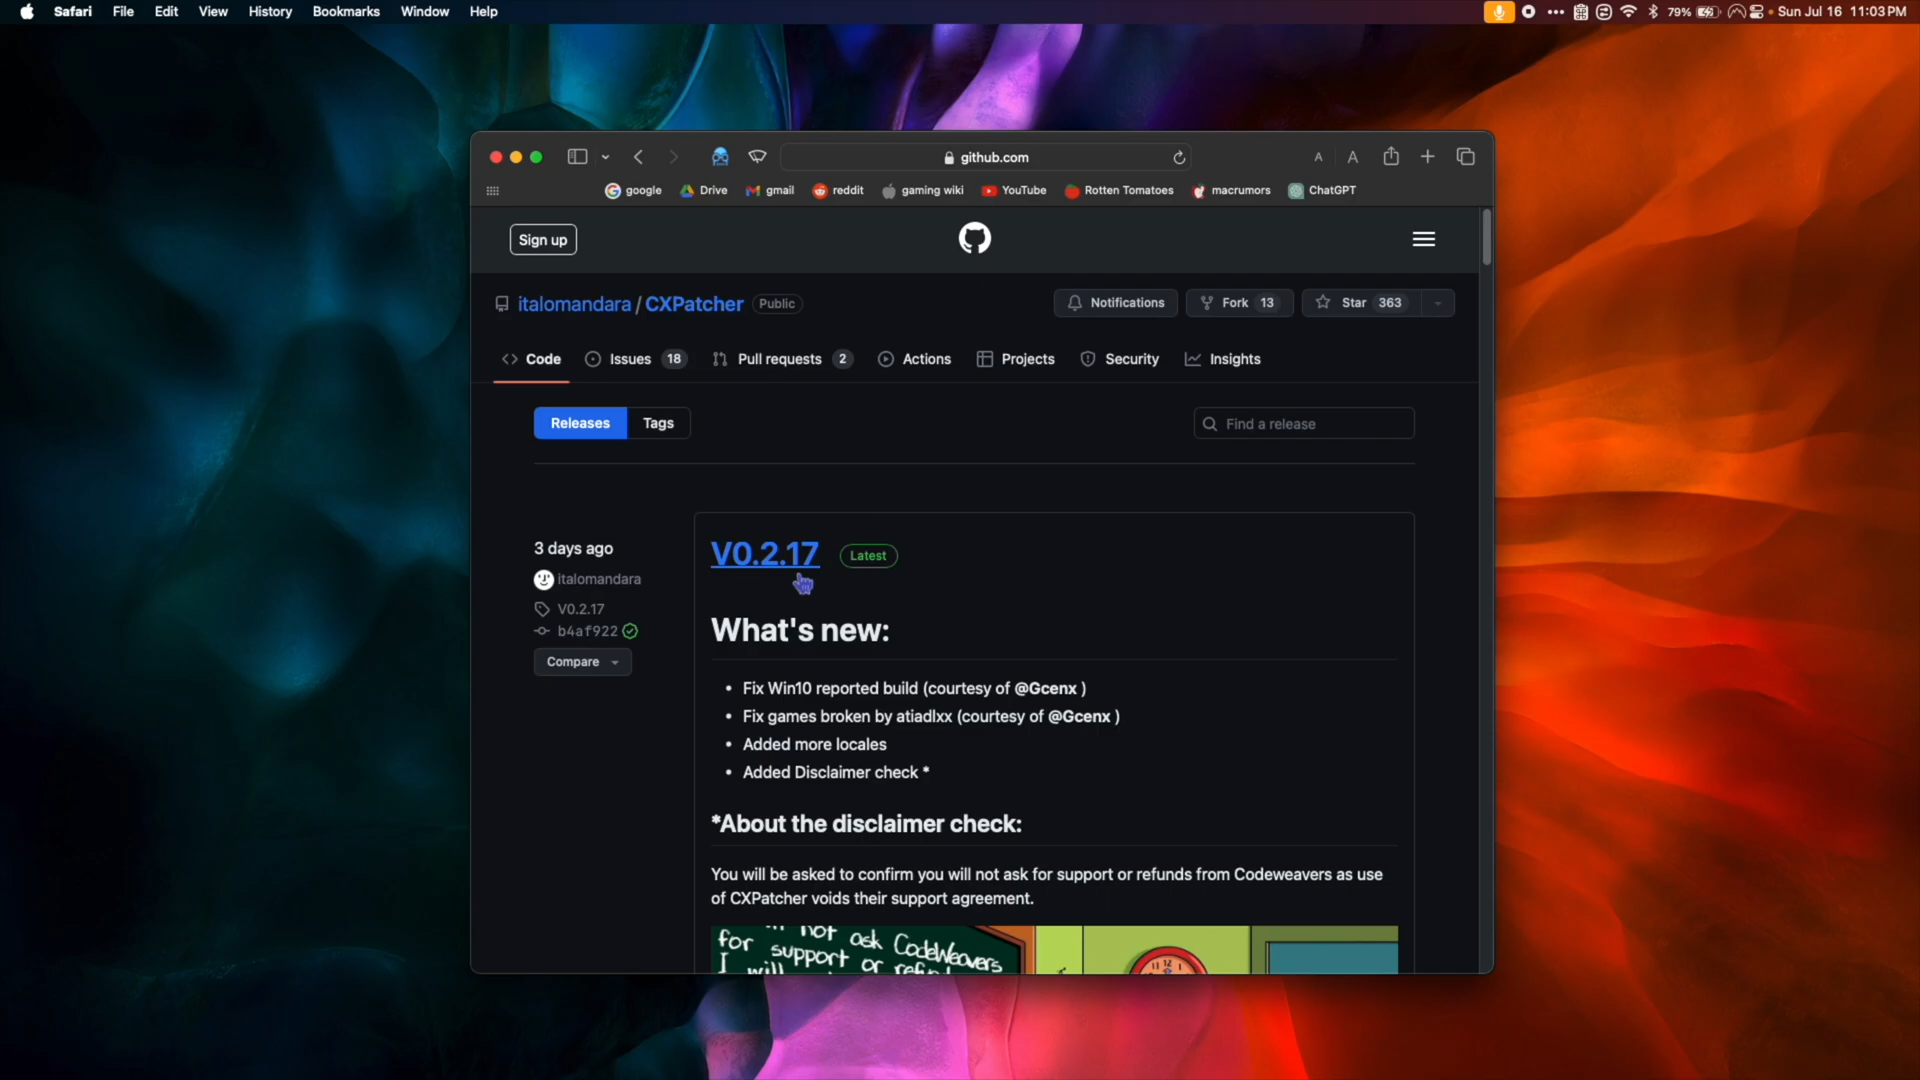 Safari File Edit View History Bookmarks Window Help
79% Sun Jul 16 11:03 PM
github.com
A A
google Drive gmail reddit gaming wiki YouTube Rotten Tomatoes macrumors ChatGPT
Sign up
italomandara / CXPatcher Public
Notifications Fork 13 Star 363
Code Issues 18 Pull requests 2 Actions Projects Security Insights
Releases Tags
Find a release
3 days ago
italomandara
V0.2.17
b4af922
Compare
V0.2.17 Latest
What's new:
• Fix Win10 reported build (courtesy of @Gcenx )
• Fix games broken by atiadlxx (courtesy of @Gcenx )
• Added more locales
• Added Disclaimer check *
*About the disclaimer check:
You will be asked to confirm you will not ask for support or refunds from Codeweavers as use
of CXPatcher voids their support agreement.
not ask CodeWeavers
for support or
I will
11 12 1